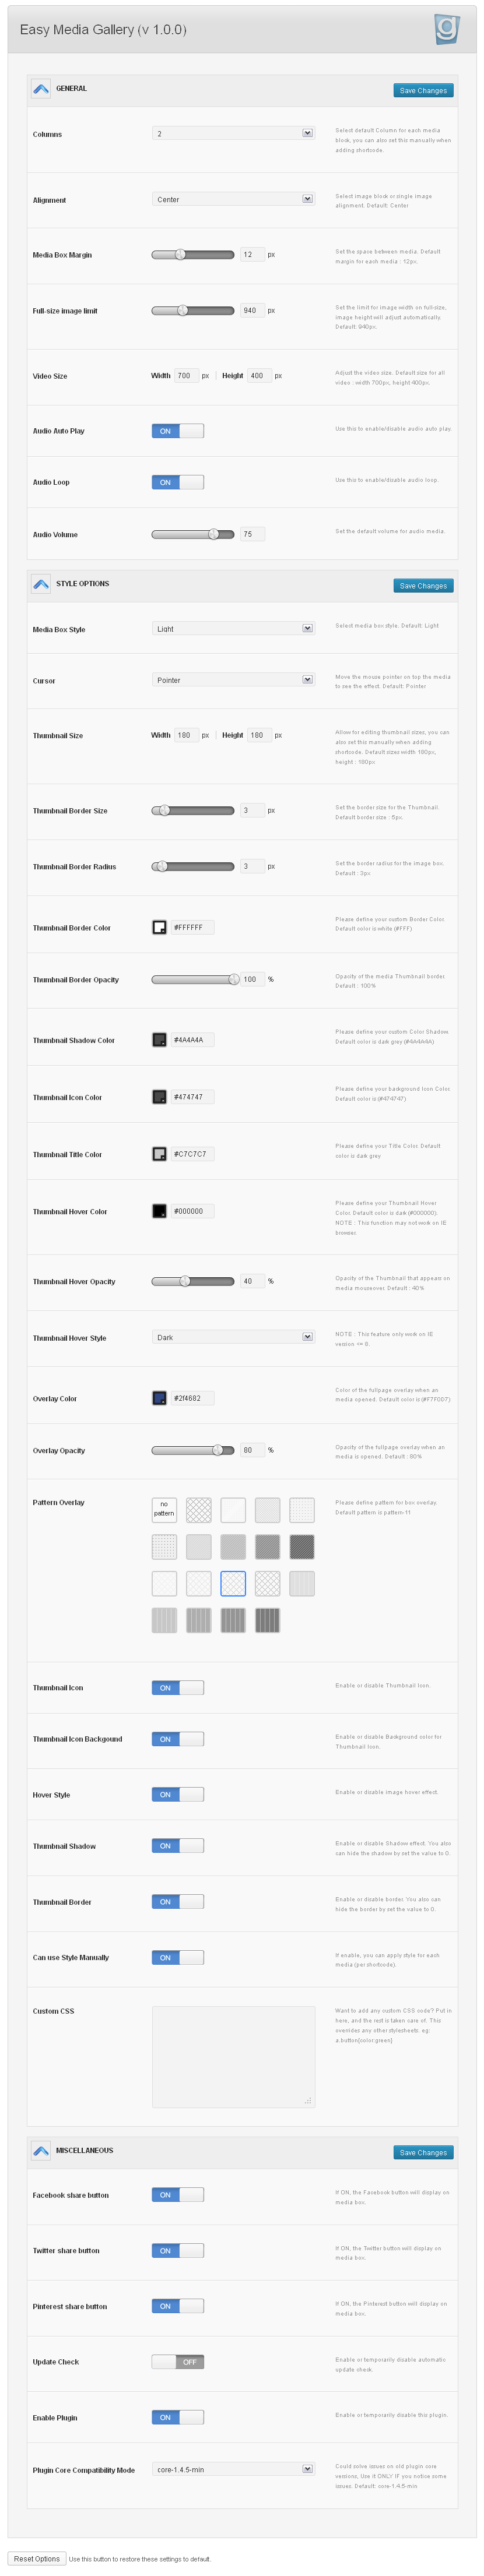 Easy Media Gallery (v 1.0.0)
GENERAL
Save Changes
Columns
2
Select default Column for each media
block, you can also set this manually when
adding shortcode.
Alignment
Center
Select image block or single image
alignment. Default: Center
Media Box Margin
12 px
Set the space between media. Default
margin for each media : 12px.
Full-size image limit
940 px
Set the limit for image width on full-size,
image height will adjust automatically.
Default: 940px.
Video Size
Width 700 px | Height 400 px
Adjust the video size. Default size for all
video : width 700px, height 400px.
Audio Auto Play
ON
Use this to enable/disable audio auto play.
Audio Loop
ON
Use this to enable/disable audio loop.
Audio Volume
75
Set the default volume for audio media.
STYLE OPTIONS
Save Changes
Media Box Style
Light
Select media box style. Default: Light
Cursor
Pointer
Move the mouse pointer on top the media
to see the effect. Default: Pointer
Thumbnail Size
Width 180 px | Height 180 px
Allow for editing thumbnail sizes, you can
also set this manually when adding
shortcode. Default sizes width 180px,
height : 180px
Thumbnail Border Size
3 px
Set the border size for the Thumbnail.
Default border size : 5px.
Thumbnail Border Radius
3 px
Set the border radius for the image box.
Default : 3px.
Thumbnail Border Color
#FFFFFF
Please define your custom Border Color.
Default color is white (#FFF)
Thumbnail Border Opacity
100 %
Opacity of the media Thumbnail border.
Default : 100%
Thumbnail Shadow Color
#4A4A4A
Please define your custom Color Shadow.
Default color is dark grey (#4A4A4A)
Thumbnail Icon Color
#474747
Please define your background Icon Color.
Default color is (#474747)
Thumbnail Title Color
#C7C7C7
Please define your Title Color. Default
color is dark grey
Thumbnail Hover Color
#000000
Please define your Thumbnail Hover
Color. Default color is dark (#000000).
NOTE : This function may not work on IE
browser.
Thumbnail Hover Opacity
40 %
Opacity of the Thumbnail that appears on
media mouseover. Default : 40%
Thumbnail Hover Style
Dark
NOTE : This feature only work on IE
version <= 8.
Overlay Color
#2f4682
Color of the fullpage overlay when an
media opened. Default color is (#F7F007)
Overlay Opacity
80 %
Opacity of the fullpage overlay when an
media is opened. Default : 80%
Pattern Overlay
no
pattern
Please define pattern for box overlay.
Default pattern is pattern-11
Thumbnail Icon
ON
Enable or disable Thumbnail Icon.
Thumbnail Icon Backgound
ON
Enable or disable Background color for
Thumbnail Icon.
Hover Style
ON
Enable or disable image hover effect.
Thumbnail Shadow
ON
Enable or disable Shadow effect. You also
can hide the shadow by set the value to 0.
Thumbnail Border
ON
Enable or disable border. You also can
hide the border by set the value to 0.
Can use Style Manually
ON
If enable, you can apply style for each
media (per shortcode).
Custom CSS
Want to add any custom CSS code? Put in
here, and the rest is taken care of. This
overides any other stylesheets. eg:
a.button{color:green}
MISCELLANEOUS
Save Changes
Facebook share button
ON
If ON, the Facebook button will display on
media box.
Twitter share button
ON
If ON, the Twitter button will display on
media box.
Pinterest share button
ON
If ON, the Pinterest button will display on
media box.
Update Check
OFF
Enable or temporarily disable automatic
update check.
Enable Plugin
ON
Enable or temporarily disable this plugin.
Plugin Core Compatibility Mode
core-1.4.5-min
Could solve issues on old plugin core
versions, Use it ONLY IF you notice some
issues. Default: core-1-4.5-min
Reset Options
Use this button to restore these settings to default.